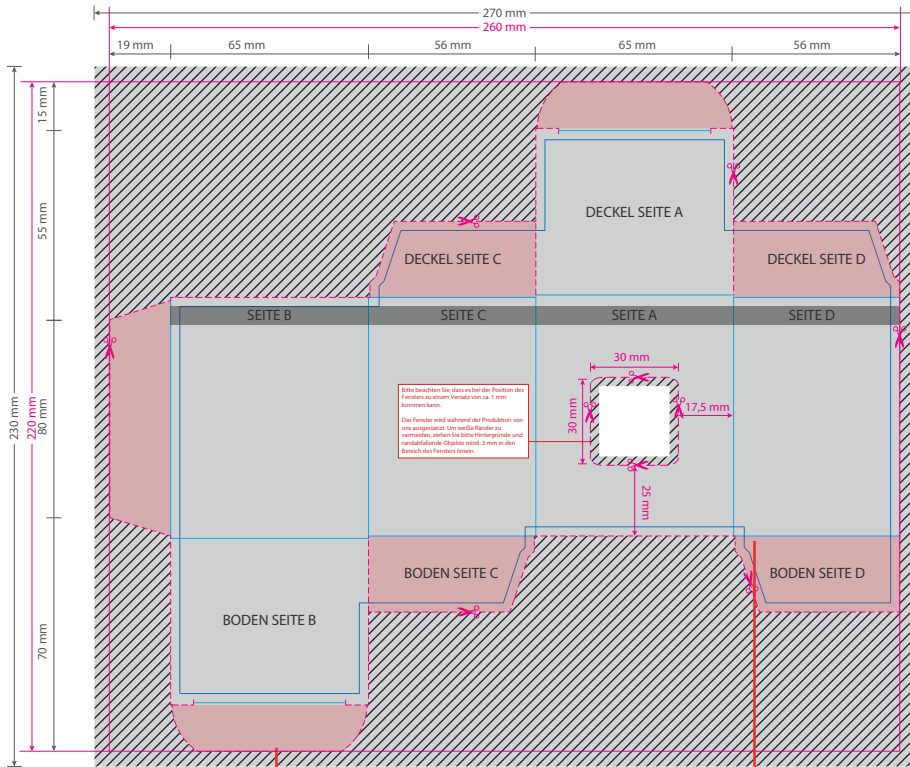 270 mm
260 mm
19 mm
65 mm
56 mm
65 mm
56 mm
15 mm
55 mm
80 mm
70 mm
220 mm
230 mm
DECKEL SEITE A
DECKEL SEITE C
DECKEL SEITE D
SEITE B
SEITE C
SEITE A
SEITE D
30 mm
30 mm
17,5 mm
25 mm
Bitte beachten Sie, dass es bei der Position des
Fensters zu einem Versatz von ca. 1 mm
kommen kann.
Das Fenster wird während der Produktion von
uns ausgestanzt. Um weiße Ränder zu
vermeiden, ziehen Sie bitte Hintergründe und
randabfallende Objekte mind. 3 mm in den
Bereich des Fensters hinein.
BODEN SEITE C
BODEN SEITE D
BODEN SEITE B